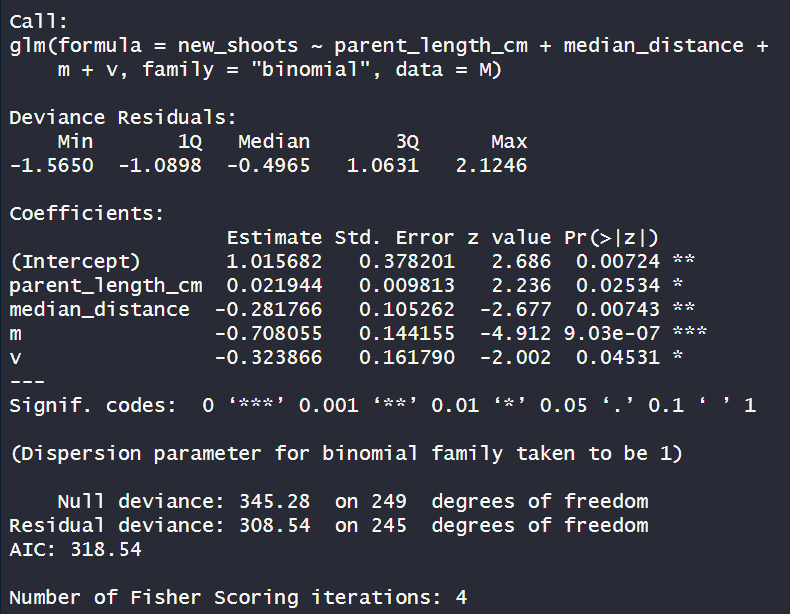 Call:
glm(formula = new_shoots ~ parent_length_cm + median_distance +
    m + v, family = "binomial", data = M)

Deviance Residuals:
    Min       1Q   Median       3Q      Max
-1.5650  -1.0898  -0.4965   1.0631   2.1246

Coefficients:
                  Estimate Std. Error z value Pr(>|z|)
(Intercept)       1.015682   0.378201   2.686  0.00724 **
parent_length_cm  0.021944   0.009813   2.236  0.02534 *
median_distance  -0.281766   0.105262  -2.677  0.00743 **
m                -0.708055   0.144155  -4.912 9.03e-07 ***
v                -0.323866   0.161790  -2.002  0.04531 *
---
Signif. codes:  0 ‘***’ 0.001 ‘**’ 0.01 ‘*’ 0.05 ‘.’ 0.1 ‘ ’ 1

(Dispersion parameter for binomial family taken to be 1)

    Null deviance: 345.28  on 249  degrees of freedom
Residual deviance: 308.54  on 245  degrees of freedom
AIC: 318.54

Number of Fisher Scoring iterations: 4